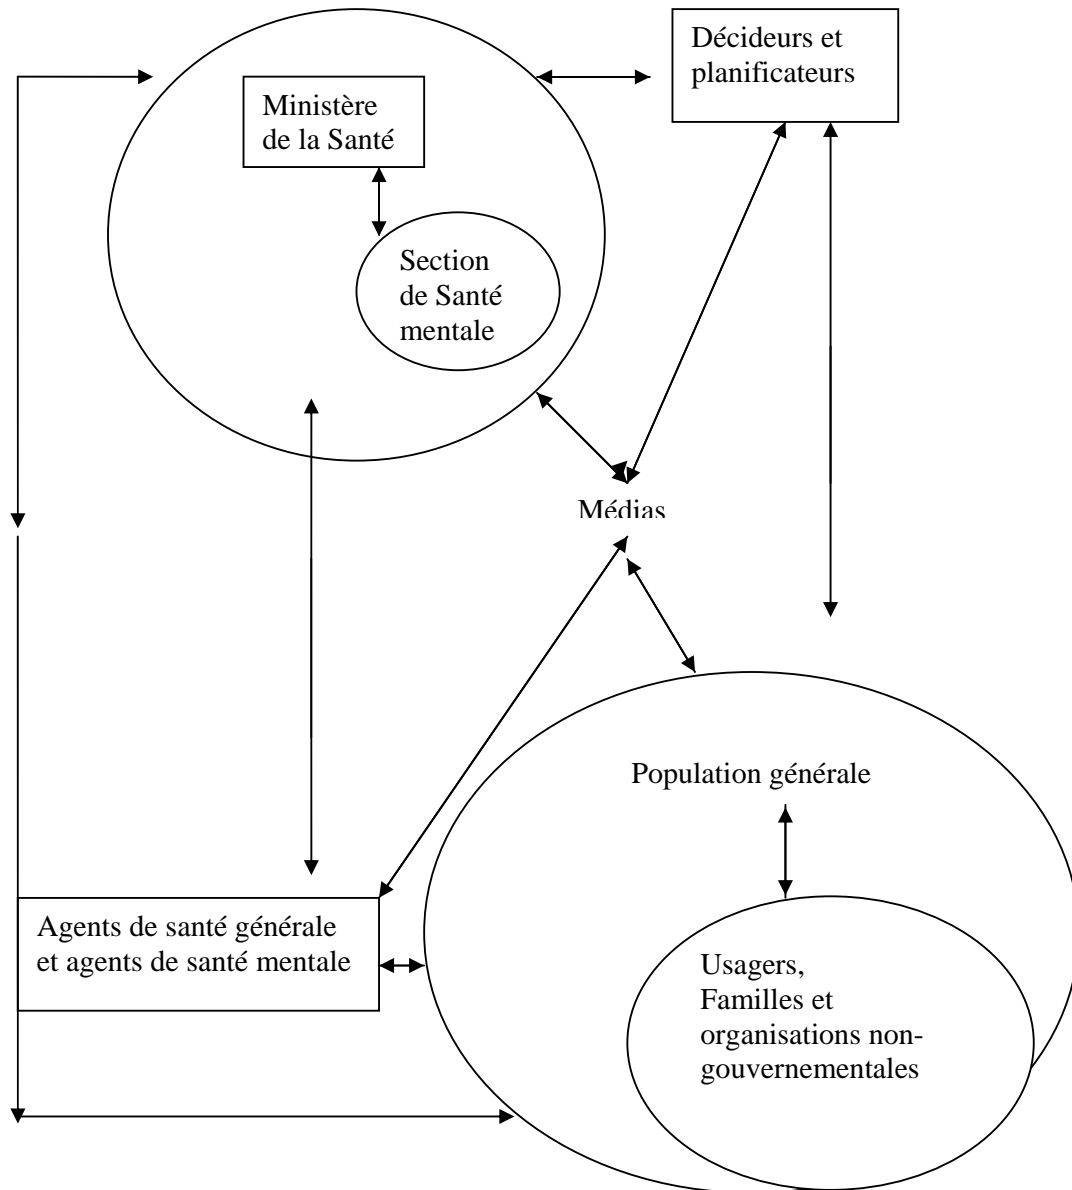 Décideurs et
planificateurs
Ministère
de la Santé
Section
de Santé
mentale
Médias
Population générale
Agents de santé générale
et agents de santé mentale
Usagers,
Familles et
organisations non-
gouvernementales